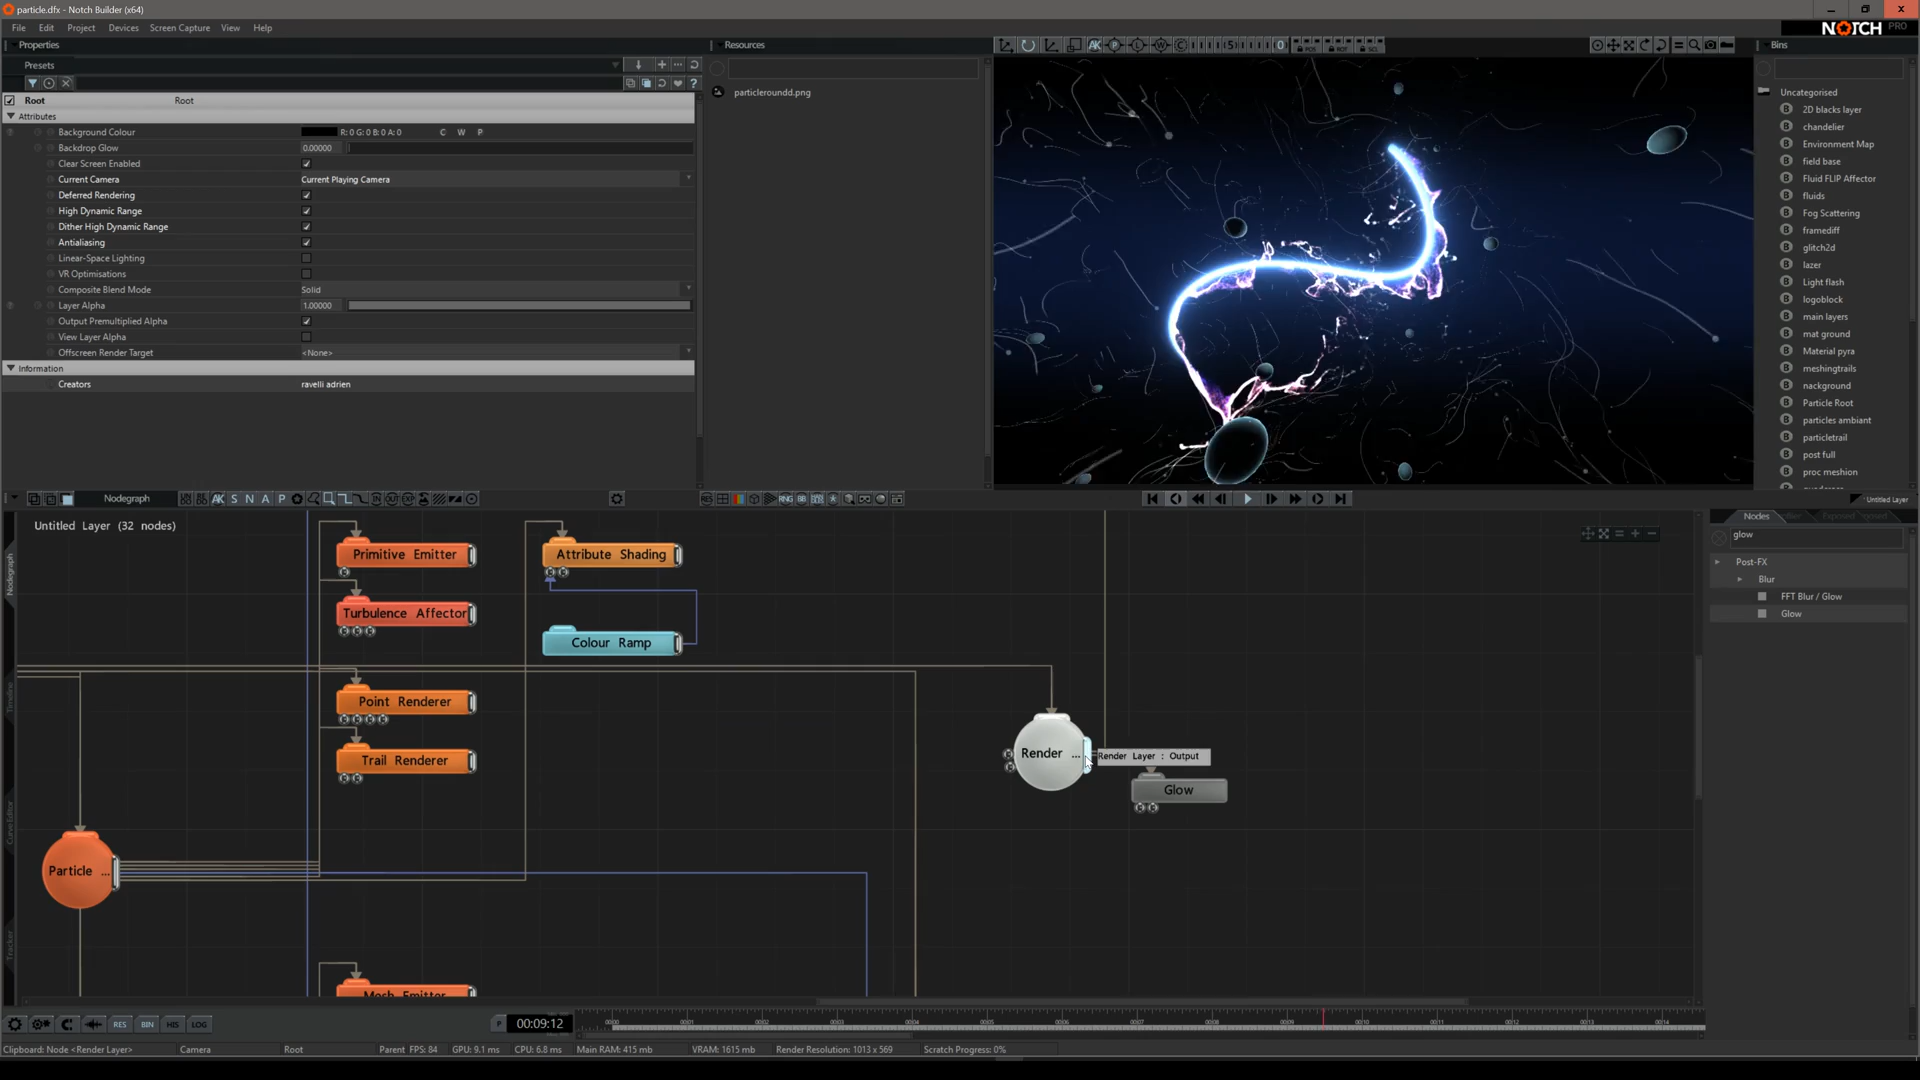 particle.dfx - Notch Builder (x64)
File Edit Project Devices Screen Capture View Help
NOTCH PRO
Properties
Presets
Root Root
Attributes
Background Colour R: 0 G: 0 B: 0 A: 0 C W P
Backdrop Glow 0.00000
Clear Screen Enabled
Current Camera Current Playing Camera
Deferred Rendering
High Dynamic Range
Dither High Dynamic Range
Antialiasing
Linear-Space Lighting
VR Optimisations
Composite Blend Mode Solid
Layer Alpha 1.00000
Output Premultiplied Alpha
View Layer Alpha
Offscreen Render Target <None>
Information
Creators ravelli adrien
Resources
particleroundd.png
Bins
Uncategorised
2D blacks layer
chandelier
Environment Map
field base
Fluid FLIP Affector
fluids
Fog Scattering
framediff
glitch2d
lazer
Light flash
logoblock
main layers
mat ground
Material pyra
meshingtrails
nackground
Particle Root
particles ambiant
particletrail
post full
proc meshion
Nodegraph
Untitled Layer
Untitled Layer (32 nodes)
Nodegraph
Timeline
Curve Editor
Tracker
Primitive Emitter
Attribute Shading
Turbulence Affector
Colour Ramp
Point Renderer
Trail Renderer
Render ...
Render Layer : Output
Glow
Particle ...
Mesh Emitter
Nodes
glow
Post-FX
Blur
FFT Blur / Glow
Glow
RES BIN HIS LOG
P 00:09:12
Clipboard: Node <Render Layer> Camera Root Parent FPS: 84 GPU: 9.1 ms CPU: 6.8 ms Main RAM: 415 mb VRAM: 1615 mb Render Resolution: 1013 x 569 Scratch Progress: 0%